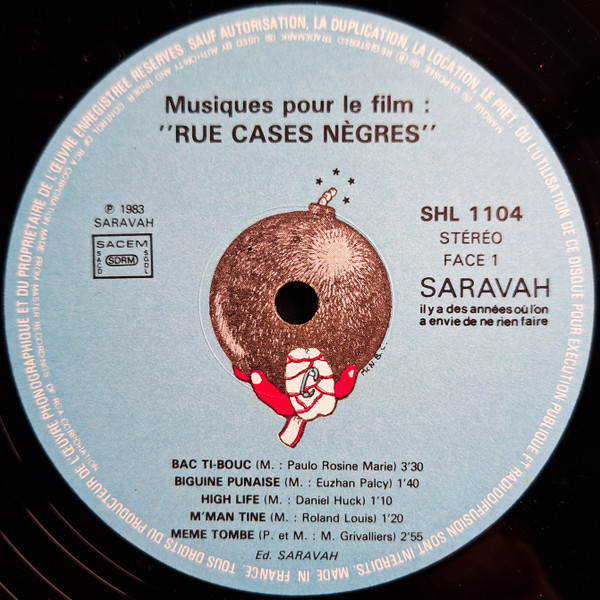 Musiques pour le film :
"RUE CASES NÈGRES"
℗ 1983
SARAVAH
SACEM
SACD SDRM SGDL
SHL 1104
STÉRÉO
FACE 1
SARAVAH
il y a des années où l'on
a envie de ne rien faire
BAC TI-BOUC (M. : Paulo Rosine Marie) 3'30
BIGUINE PUNAISE (M. : Euzhan Palcy) 1'40
HIGH LIFE (M. : Daniel Huck) 1'10
M'MAN TINE (M. : Roland Louis) 1'20
MEME TOMBE (P. et M. : M. Grivalliers) 2'55
Ed. SARAVAH
TOUS DROITS DU PRODUCTEUR DE L'ŒUVRE PHONOGRAPHIQUE ET DU PROPRIETAIRE DE L'ŒUVRE ENREGISTREE RESERVES SAUF AUTORISATION, LA DUPLICATION, LA LOCATION, LE PRET, OU L'UTILISATION DE CE DISQUE POUR EXECUTION PUBLIQUE ET RADIODIFFUSION SONT INTERDITS. MADE IN FRANCE.